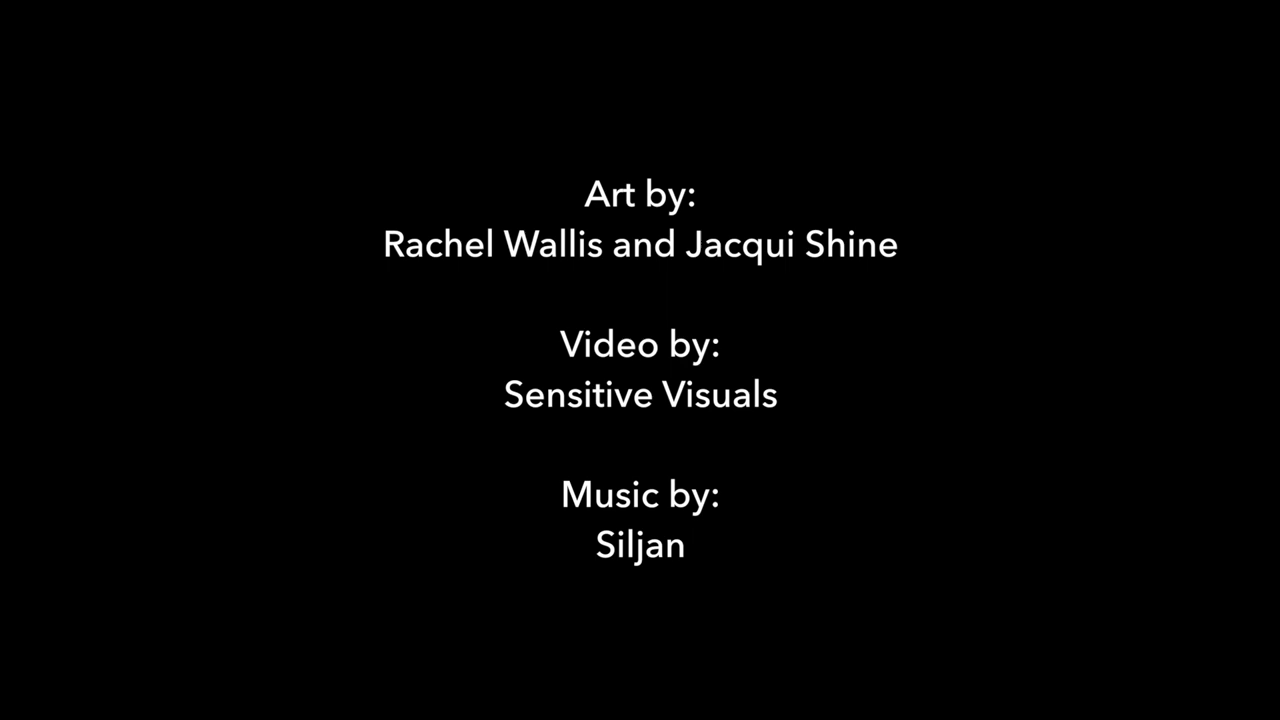 Art by:
Rachel Wallis and Jacqui Shine
Video by:
Sensitive Visuals
Music by:
Siljan